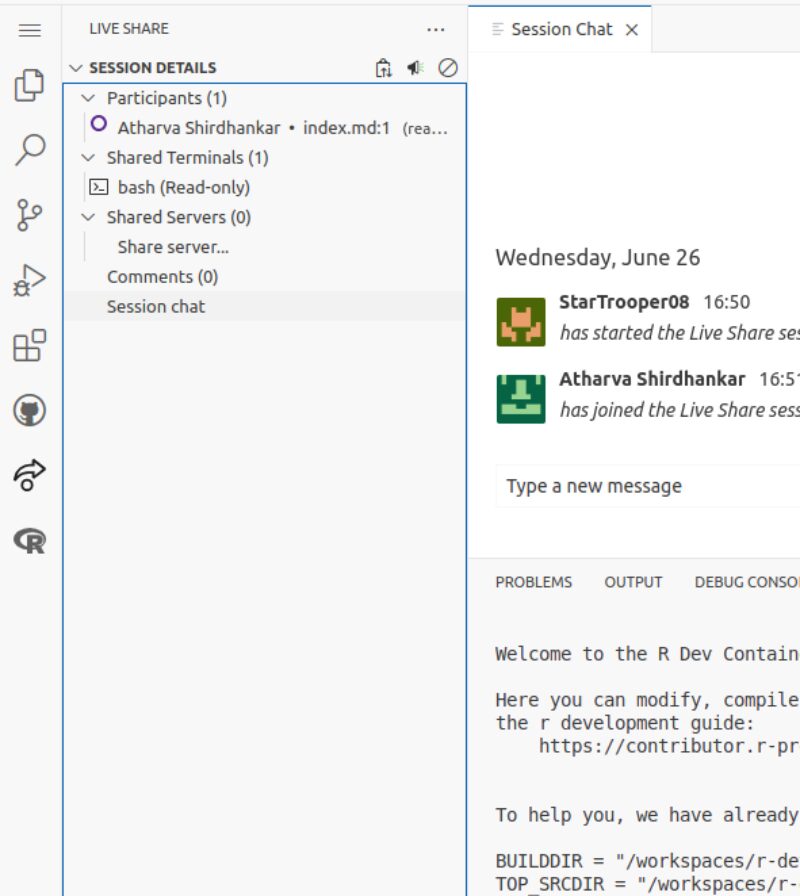 LIVE SHARE
SESSION DETAILS
Participants (1)
Atharva Shirdhankar • index.md:1 (rea...
Shared Terminals (1)
bash (Read-only)
Shared Servers (0)
Share server...
Comments (0)
Session chat
Session Chat
Wednesday, June 26
StarTrooper08 16:50
has started the Live Share ses
Atharva Shirdhankar 16:51
has joined the Live Share sess
Type a new message
PROBLEMS OUTPUT DEBUG CONSO
Welcome to the R Dev Contain
Here you can modify, compile
the r development guide:
https://contributor.r-pr
To help you, we have already
BUILDDIR = "/workspaces/r-de
TOP_SRCDIR = "/workspaces/r-